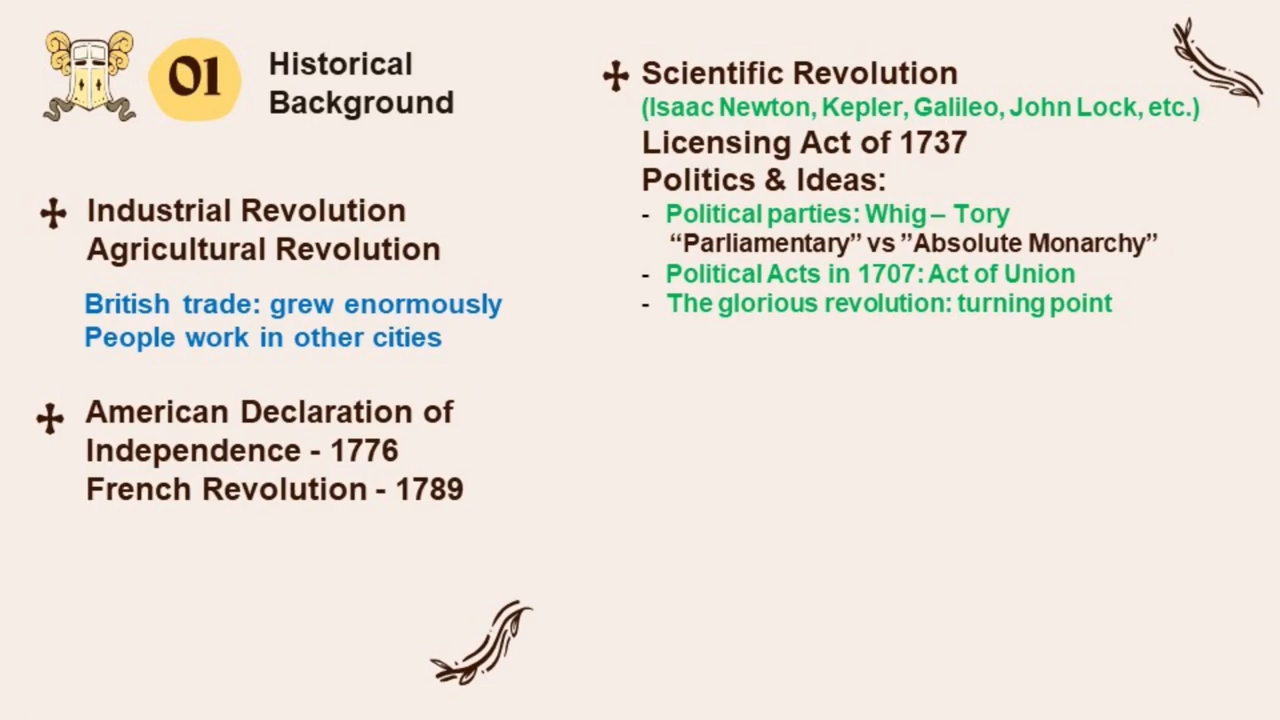 01
Historical
Background
Industrial Revolution
Agricultural Revolution
British trade: grew enormously
People work in other cities
American Declaration of
Independence - 1776
French Revolution - 1789
Scientific Revolution
(Isaac Newton, Kepler, Galileo, John Lock, etc.)
Licensing Act of 1737
Politics & Ideas:
- Political parties: Whig – Tory
“Parliamentary” vs ”Absolute Monarchy”
- Political Acts in 1707: Act of Union
- The glorious revolution: turning point